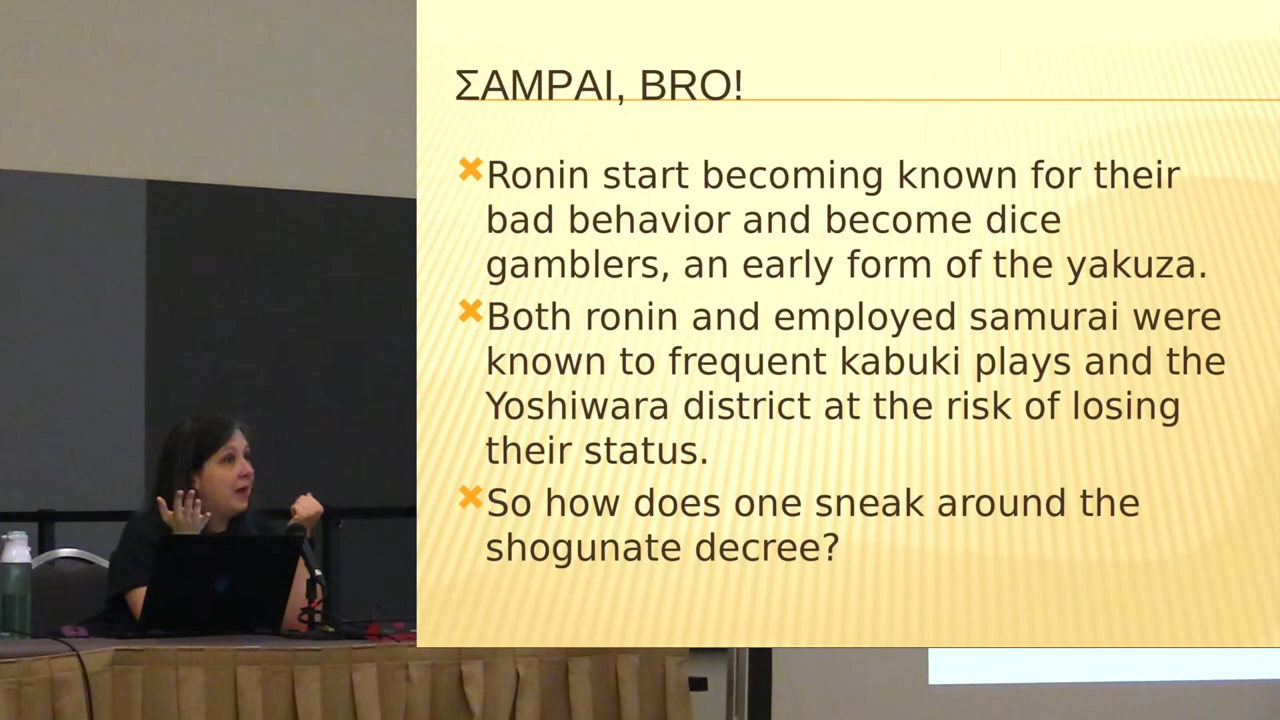 ΣAMPAI, BRO!
Ronin start becoming known for their
bad behavior and become dice
gamblers, an early form of the yakuza.
Both ronin and employed samurai were
known to frequent kabuki plays and the
Yoshiwara district at the risk of losing
their status.
So how does one sneak around the
shogunate decree?